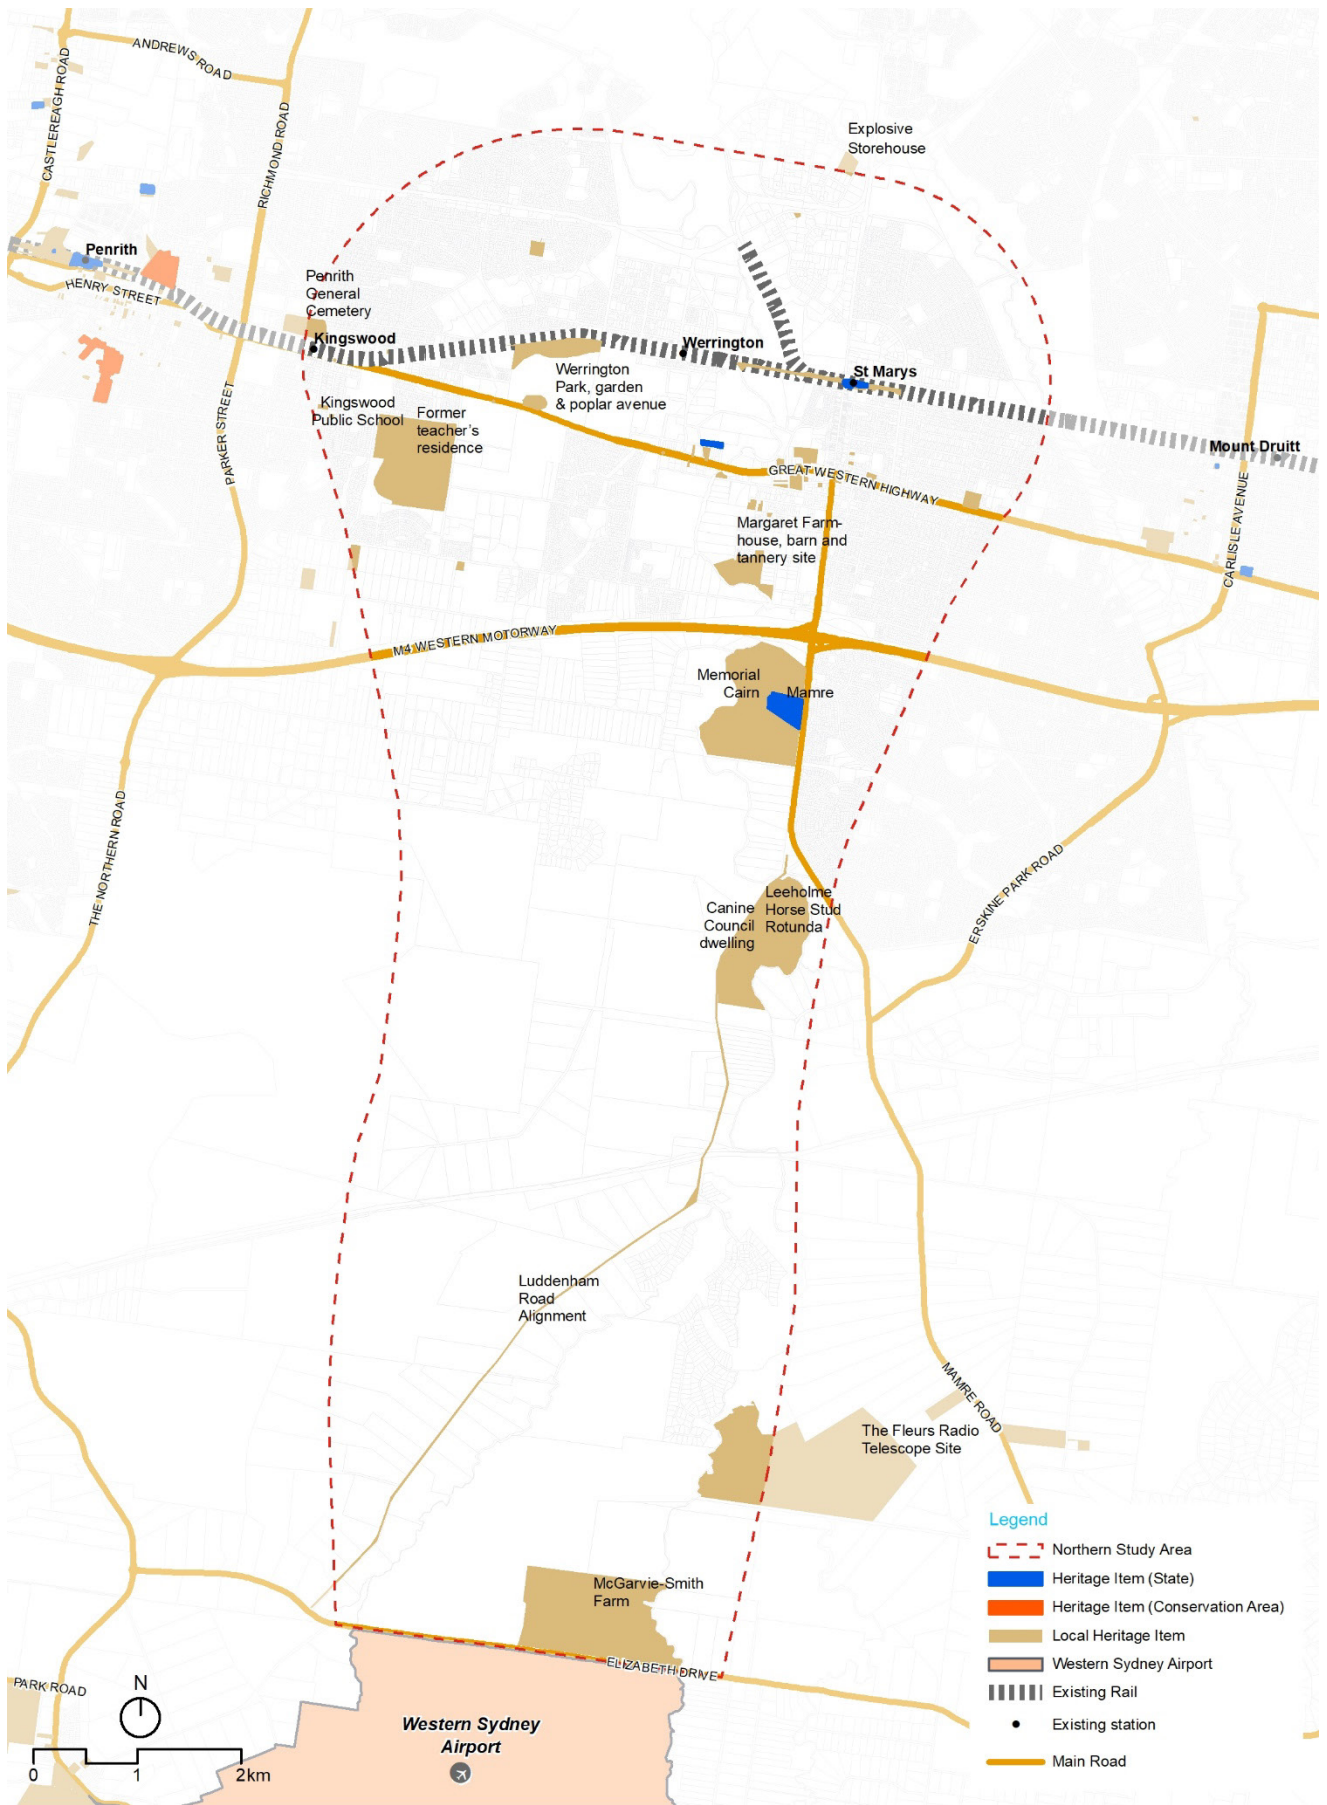 ANDREWS ROAD
CASTLEREAGH ROAD
RICHMOND ROAD
Explosive
Storehouse
Penrith
HENRY STREET
Penrith
General
Cemetery
Kingswood
Werrington
St Marys
Werrington
Park, garden
& poplar avenue
Kingswood
Public School
Former
teacher's
residence
PARKER STREET
Mount Druitt
GREAT WESTERN HIGHWAY
CARLISLE AVENUE
Margaret Farm-
house, barn and
tannery site
M4 WESTERN MOTORWAY
Memorial
Cairn
Mamre
THE NORTHERN ROAD
ERSKINE PARK ROAD
Leeholme
Horse Stud
Rotunda
Canine
Council
dwelling
Luddenham
Road
Alignment
MAMRE ROAD
The Fleurs Radio
Telescope Site
McGarvie-Smith
Farm
ELIZABETH DRIVE
PARK ROAD
N
0 1 2km
Western Sydney
Airport
Legend
Northern Study Area
Heritage Item (State)
Heritage Item (Conservation Area)
Local Heritage Item
Western Sydney Airport
Existing Rail
Existing station
Main Road